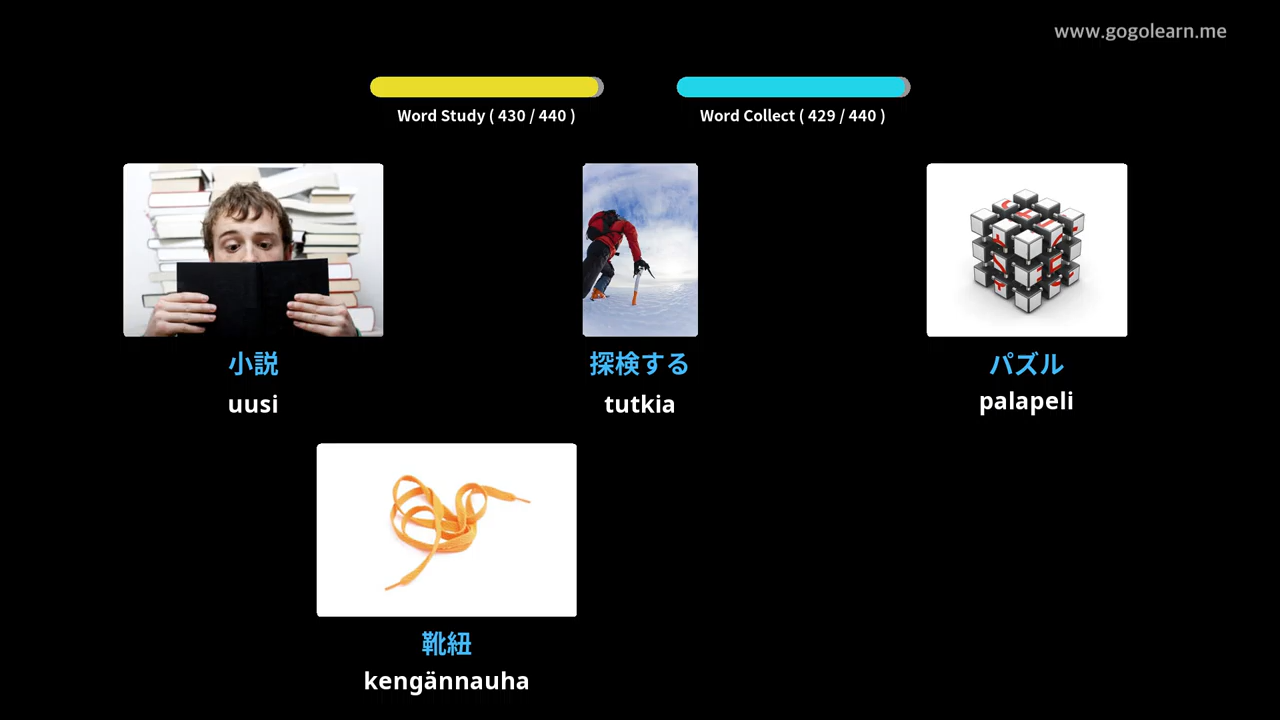 www.gogolearn.me
Word Study ( 430 / 440 )
Word Collect ( 429 / 440 )
小説
uusi
探検する
tutkia
パズル
palapeli
靴紐
kengännauha